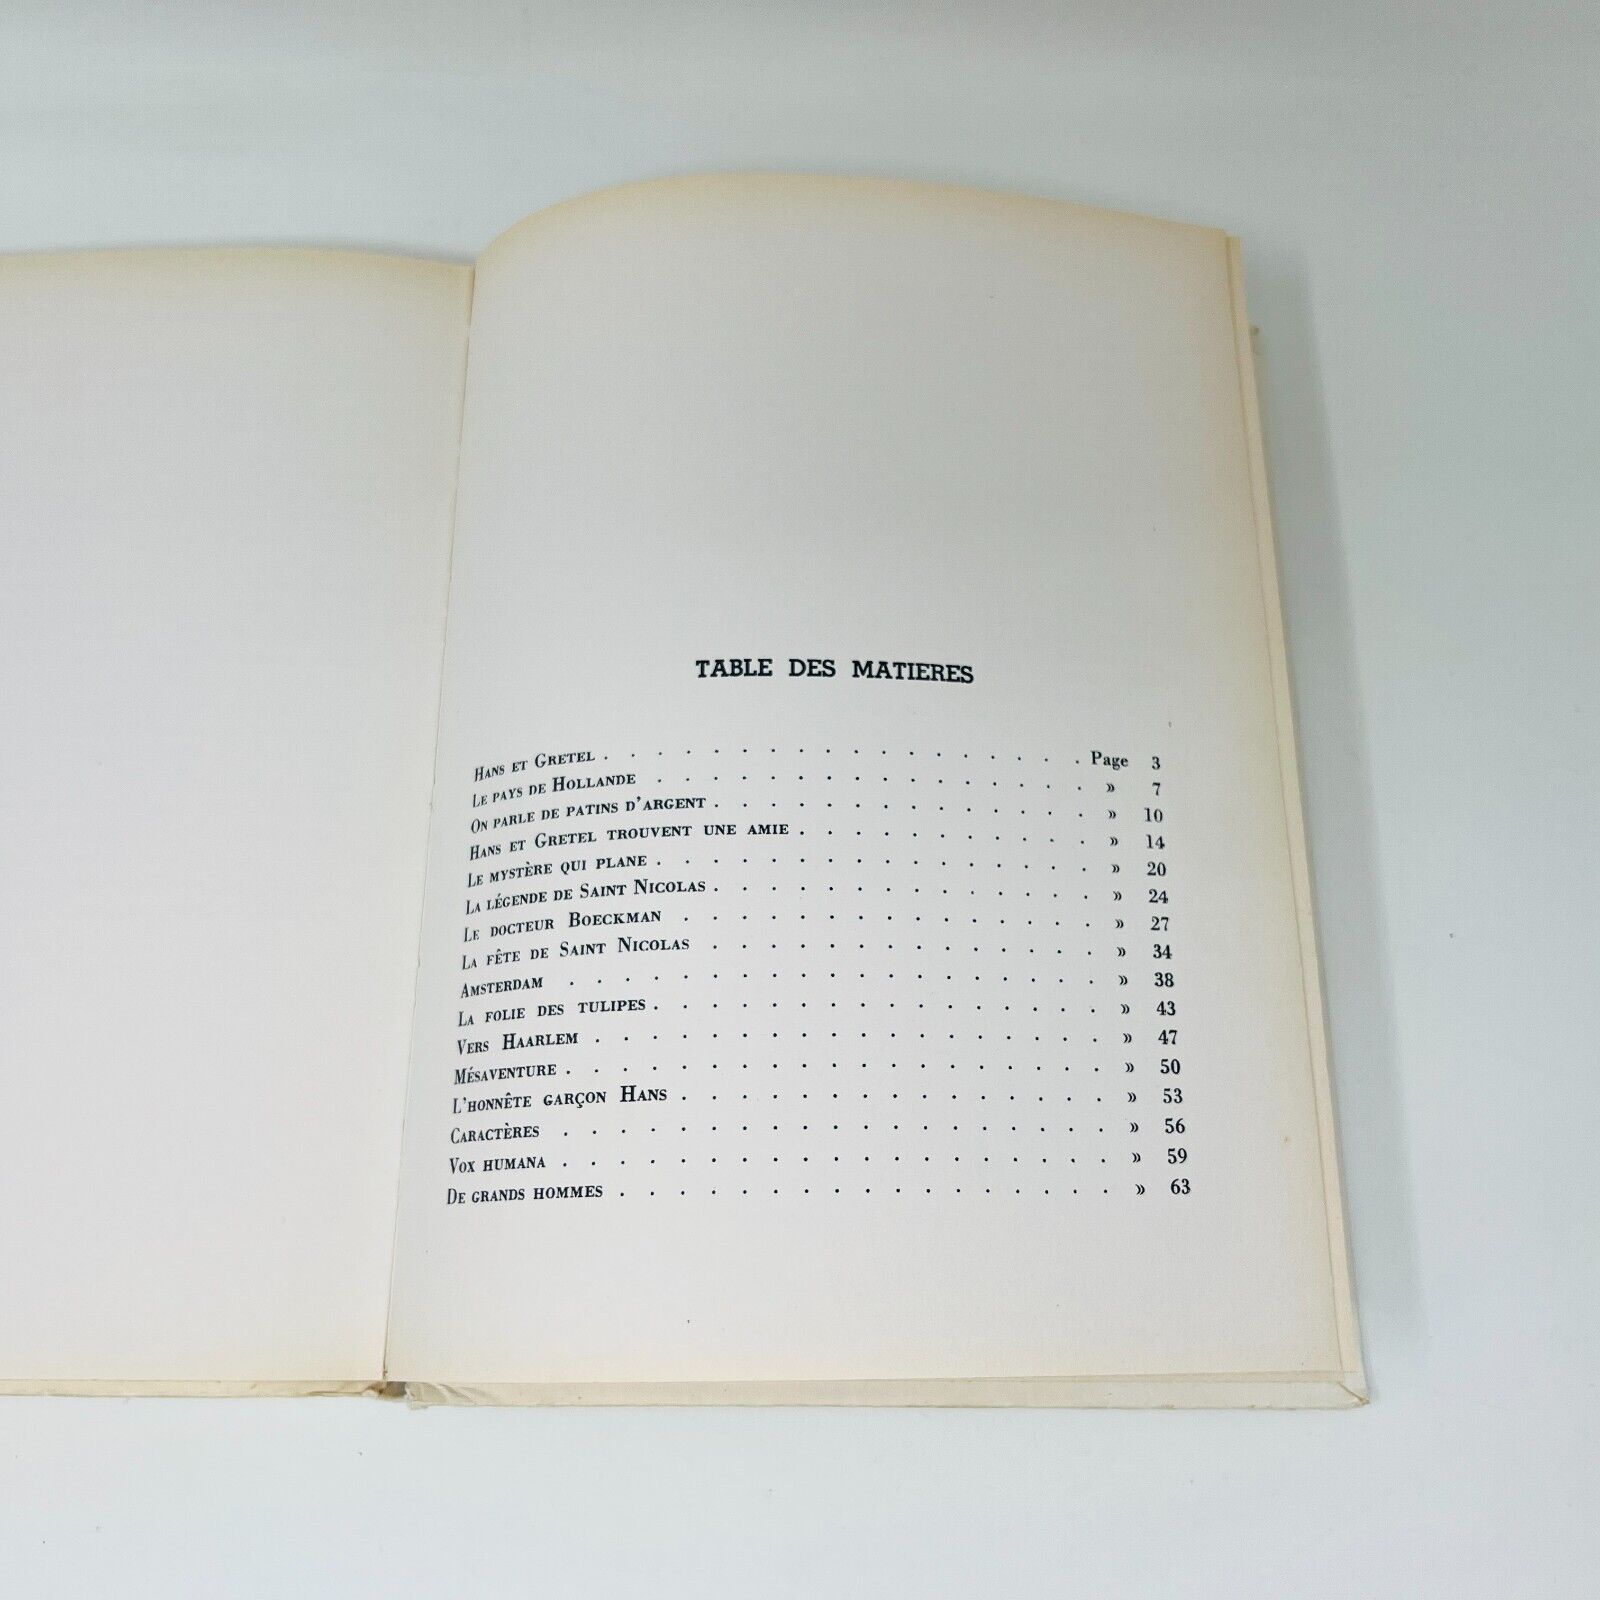 TABLE DES MATIERES
Hans et Gretel . . . . . . . . . . . . . . . . . Page 3
Le pays de Hollande . . . . . . . . . . . . . . . » 7
On parle de patins d'argent . . . . . . . . . . . . . » 10
Hans et Gretel trouvent une amie . . . . . . . . . . » 14
Le mystère qui plane . . . . . . . . . . . . . . . » 20
La légende de Saint Nicolas . . . . . . . . . . . . . » 24
Le docteur Boeckman . . . . . . . . . . . . . . » 27
La fête de Saint Nicolas . . . . . . . . . . . . . » 34
Amsterdam . . . . . . . . . . . . . . . . . . » 38
La folie des tulipes . . . . . . . . . . . . . . . » 43
Vers Haarlem . . . . . . . . . . . . . . . . . » 47
Mésaventure . . . . . . . . . . . . . . . . . . » 50
L'honnête garçon Hans . . . . . . . . . . . . . . » 53
Caractères . . . . . . . . . . . . . . . . . . » 56
Vox humana . . . . . . . . . . . . . . . . . . » 59
De grands hommes . . . . . . . . . . . . . . . . » 63